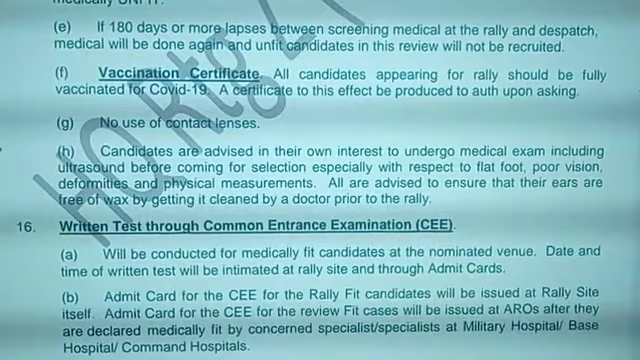 medically UNFIT.
(e) If 180 days or more lapses between screening medical at the rally and despatch,
medical will be done again and unfit candidates in this review will not be recruited.
(f) Vaccination Certificate. All candidates appearing for rally should be fully
vaccinated for Covid-19. A certificate to this effect be produced to auth upon asking.
(g) No use of contact lenses.
(h) Candidates are advised in their own interest to undergo medical exam including
ultrasound before coming for selection especially with respect to flat foot, poor vision,
deformities and physical measurements. All are advised to ensure that their ears are
free of wax by getting it cleaned by a doctor prior to the rally.
16. Written Test through Common Entrance Examination (CEE).
(a) Will be conducted for medically fit candidates at the nominated venue. Date and
time of written test will be intimated at rally site and through Admit Cards.
(b) Admit Card for the CEE for the Rally Fit candidates will be issued at Rally Site
itself. Admit Card for the CEE for the review Fit cases will be issued at AROs after they
are declared medically fit by concerned specialist/specialists at Military Hospital/ Base
Hospital/ Command Hospitals.